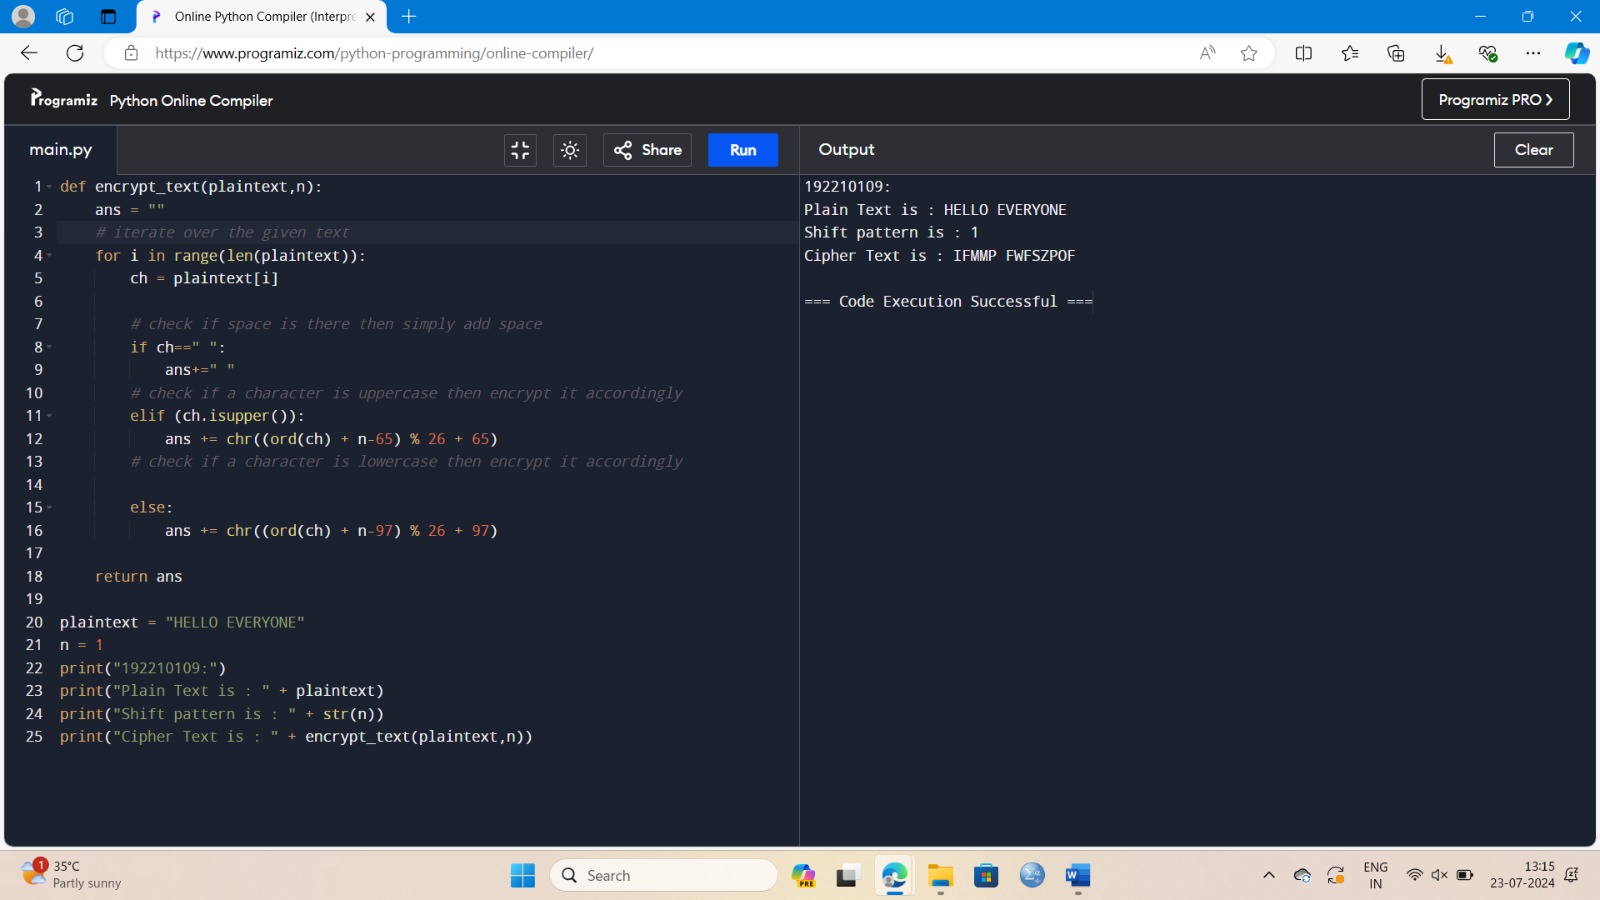 Online Python Compiler (Interpre
https://www.programiz.com/python-programming/online-compiler/
Programiz Python Online Compiler
Programiz PRO
main.py
Share
Run
Output
Clear
1 def encrypt_text(plaintext,n):
2     ans = ""
3     # iterate over the given text
4     for i in range(len(plaintext)):
5         ch = plaintext[i]
6
7         # check if space is there then simply add space
8         if ch==" ":
9             ans+=" "
10         # check if a character is uppercase then encrypt it accordingly
11         elif (ch.isupper()):
12             ans += chr((ord(ch) + n-65) % 26 + 65)
13         # check if a character is lowercase then encrypt it accordingly
14
15         else:
16             ans += chr((ord(ch) + n-97) % 26 + 97)
17
18     return ans
19
20 plaintext = "HELLO EVERYONE"
21 n = 1
22 print("192210109:")
23 print("Plain Text is : " + plaintext)
24 print("Shift pattern is : " + str(n))
25 print("Cipher Text is : " + encrypt_text(plaintext,n))
192210109:
Plain Text is : HELLO EVERYONE
Shift pattern is : 1
Cipher Text is : IFMMP FWFSZPOF
=== Code Execution Successful ===
1
35°C
Partly sunny
Search
PRE
ENG
IN
13:15
23-07-2024